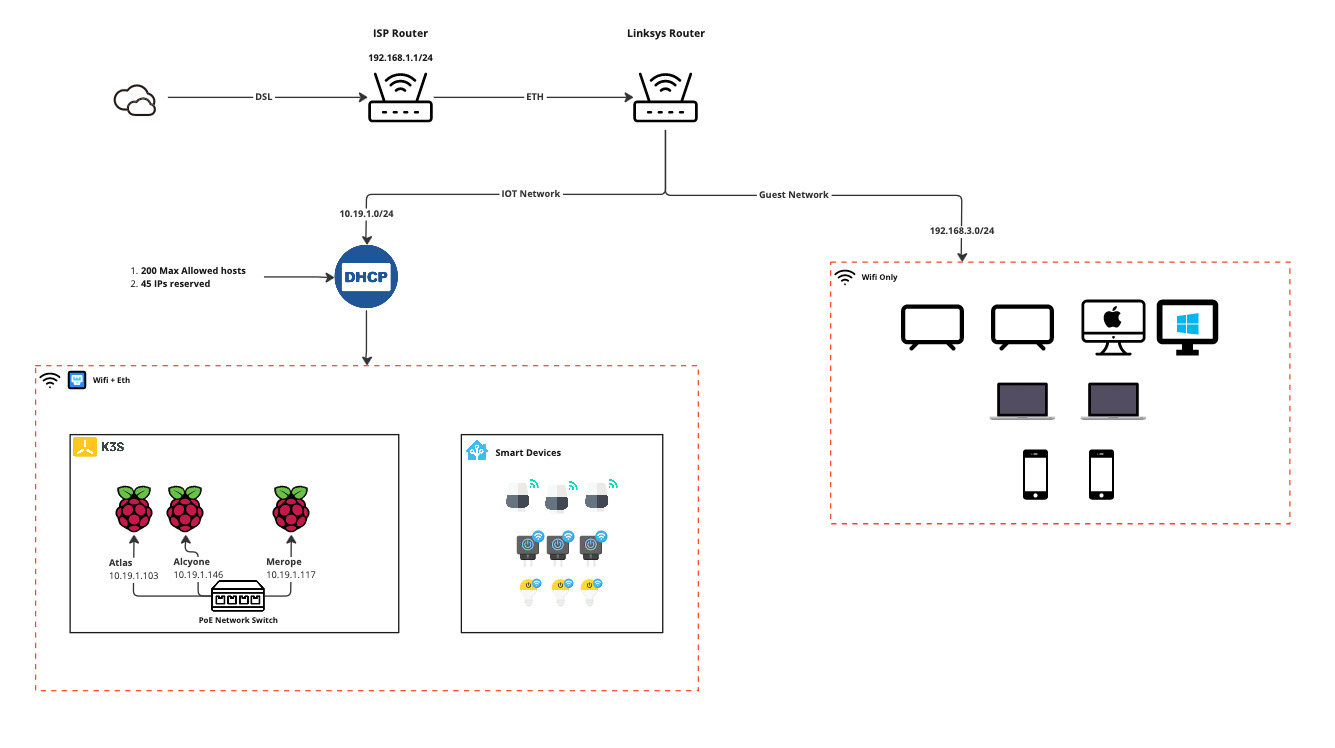 ISP Router
Linksys Router
192.168.1.1/24
DSL
ETH
IOT Network
Guest Network
10.19.1.0/24
192.168.3.0/24
1. 200 Max Allowed hosts
2. 45 IPs reserved
DHCP
Wifi Only
Wifi + Eth
K3S
Smart Devices
Atlas
10.19.1.103
Alcyone
10.19.1.146
Merope
10.19.1.117
PoE Network Switch